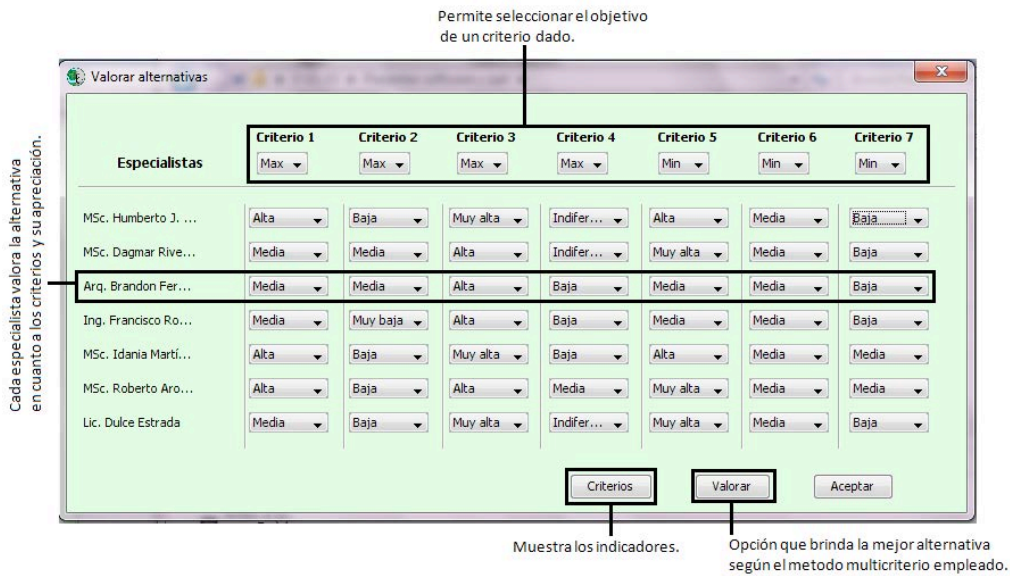 Permite seleccionar el objetivo
de un criterio dado.
Valorar alternativas
Criterio 1 Criterio 2 Criterio 3 Criterio 4 Criterio 5 Criterio 6 Criterio 7
Especialistas Max Max Max Max Min Min Min
MSc. Humberto J. ... Alta Baja Muy alta Indifer... Alta Media Baja
MSc. Dagmar Rive... Media Media Alta Indifer... Muy alta Media Baja
Arq. Brandon Fer... Media Media Alta Baja Media Media Baja
Ing. Francisco Ro... Media Muy baja Alta Baja Media Media Baja
MSc. Idania Martí... Alta Baja Muy alta Baja Alta Media Media
MSc. Roberto Aro... Alta Baja Alta Media Muy alta Media Media
Lic. Dulce Estrada Media Baja Muy alta Indifer... Muy alta Media Baja
Criterios Valorar Aceptar
Cada especialista valora la alternativa
en cuanto a los criterios y su apreciación.
Muestra los indicadores.
Opción que brinda la mejor alternativa
según el metodo multicriterio empleado.